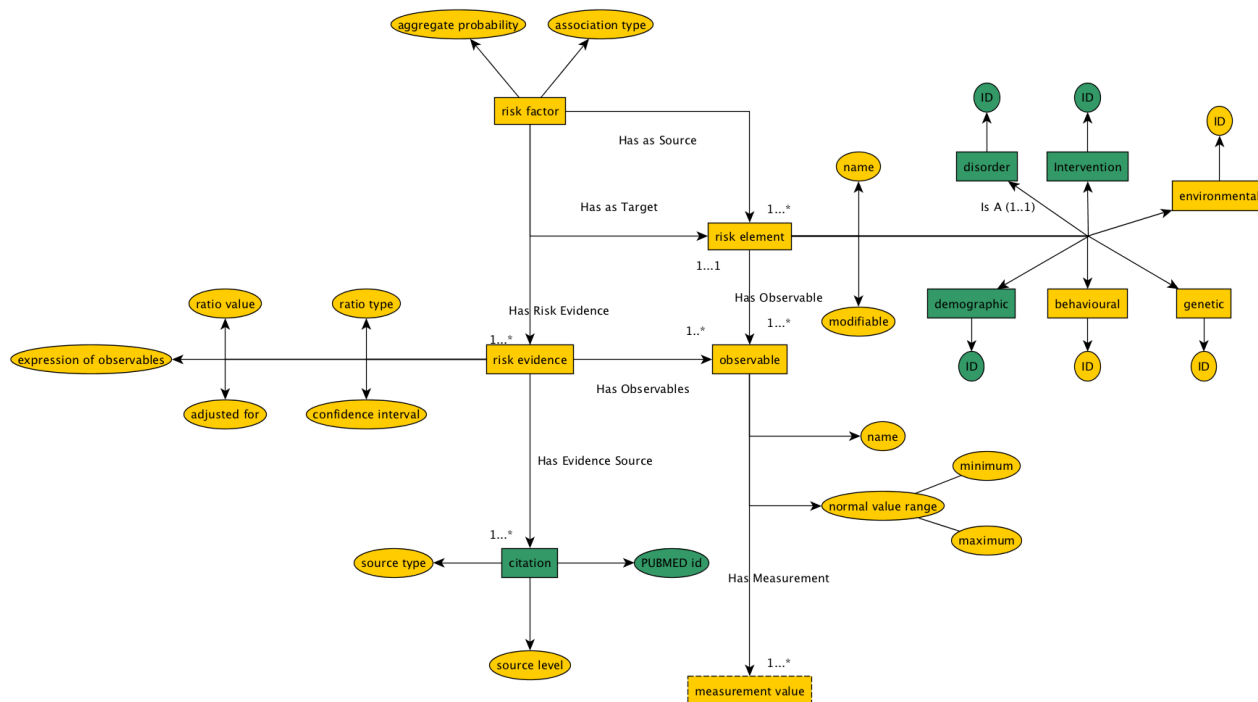 aggregate probability
association type
risk factor
Has as Source
ID
ID
ID
name
disorder
Intervention
environmental
Is A (1..1)
Has as Target
1...*
risk element
1...1
Has Observable
1...*
modifiable
demographic
behavioural
genetic
ID
ID
ID
ratio value
ratio type
Has Risk Evidence
1...*
1..*
expression of observables
risk evidence
observable
Has Observables
adjusted for
confidence interval
name
Has Evidence Source
minimum
normal value range
maximum
1...*
source type
citation
PUBMED id
Has Measurement
source level
1...*
measurement value